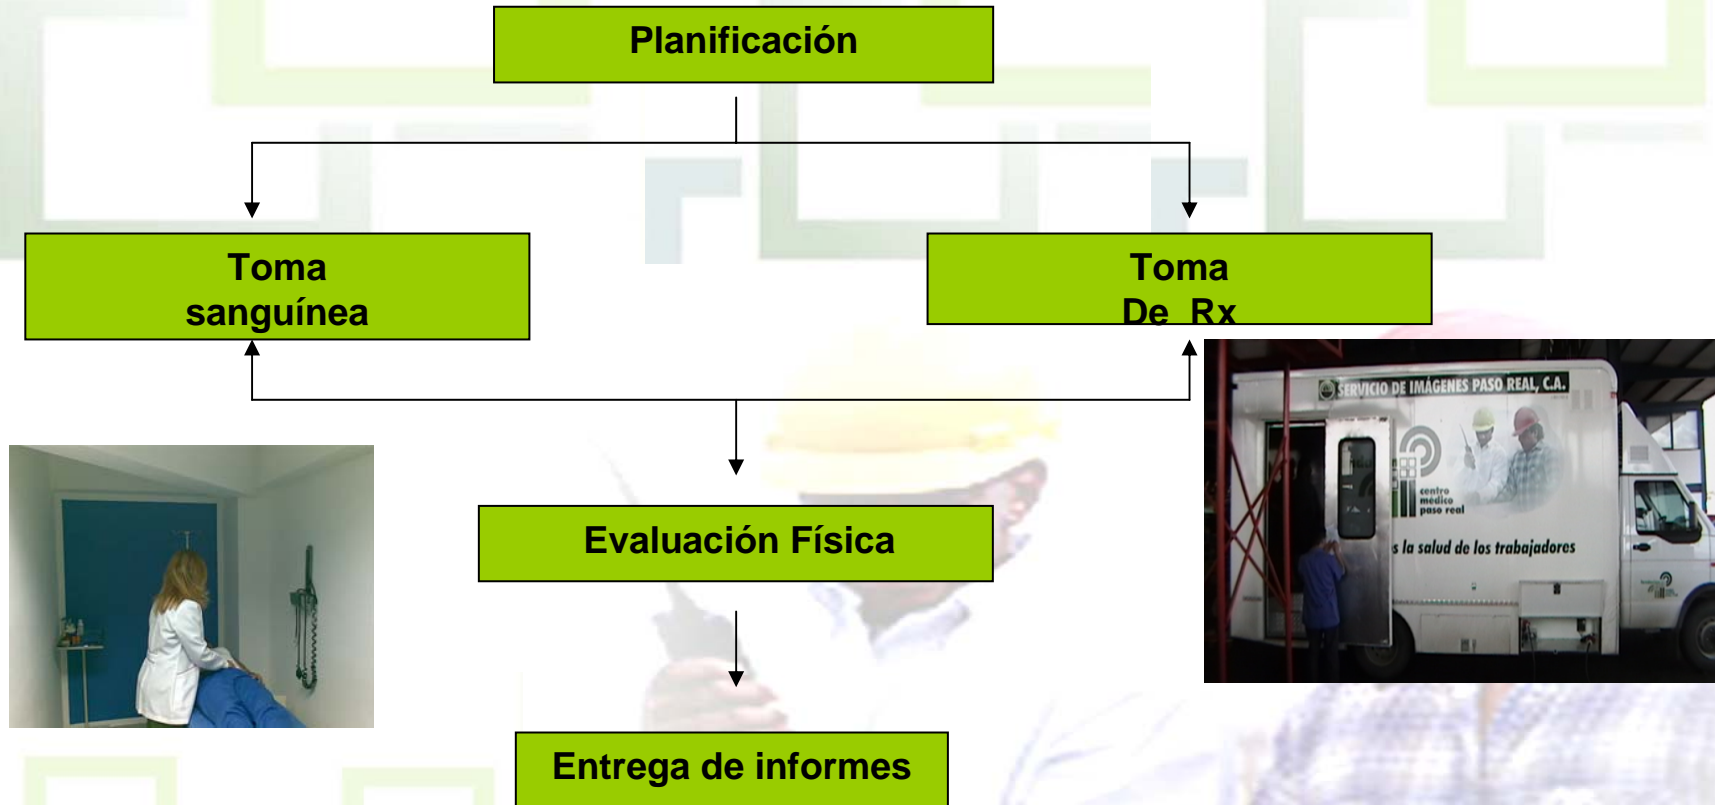 Planificación
Toma
sanguínea
Toma
De Rx
SERVICIO DE IMÁGENES PASO REAL, C.A.
centro
médico
paso real
s la salud de los trabajadores
Evaluación Física
Entrega de informes